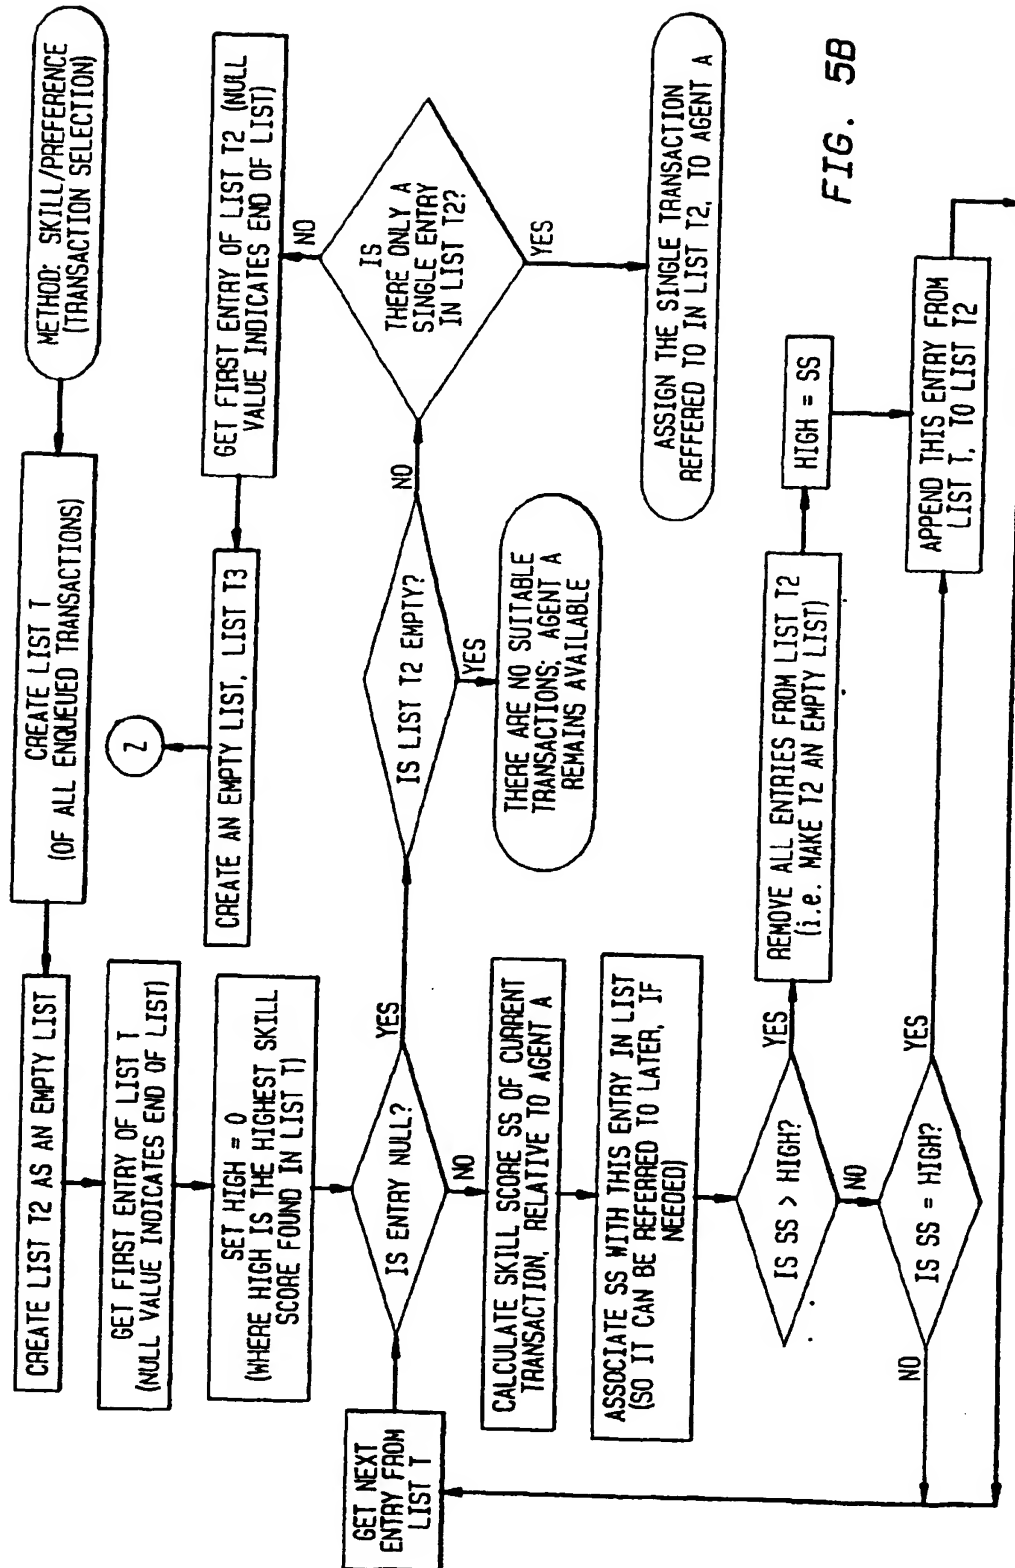 METHOD: SKILL/PREFERENCE
(TRANSACTION SELECTION)
CREATE LIST T
(OF ALL ENQUEUED TRANSACTIONS)
CREATE LIST T2 AS AN EMPTY LIST
GET FIRST ENTRY OF LIST T
(NULL VALUE INDICATES END OF LIST)
SET HIGH = 0
(WHERE HIGH IS THE HIGHEST SKILL
SCORE FOUND IN LIST T)
GET NEXT
ENTRY FROM
LIST T
IS ENTRY NULL?
YES
NO
IS LIST T2 EMPTY?
NO
YES
THERE ARE NO SUITABLE
TRANSACTIONS; AGENT A
REMAINS AVAILABLE
IS
THERE ONLY A
SINGLE ENTRY
IN LIST T2?
NO
YES
GET FIRST ENTRY OF LIST T2 (NULL
VALUE INDICATES END OF LIST)
CREATE AN EMPTY LIST, LIST T3
Z
ASSIGN THE SINGLE TRANSACTION
REFFERED TO IN LIST T2, TO AGENT A
CALCULATE SKILL SCORE SS OF CURRENT
TRANSACTION, RELATIVE TO AGENT A
ASSOCIATE SS WITH THIS ENTRY IN LIST
(SO IT CAN BE REFERRED TO LATER, IF
NEEDED)
IS SS > HIGH?
YES
NO
REMOVE ALL ENTRIES FROM LIST T2
(i.e. MAKE T2 AN EMPTY LIST)
HIGH = SS
IS SS = HIGH?
YES
NO
APPEND THIS ENTRY FROM
LIST T, TO LIST T2
FIG. 5B